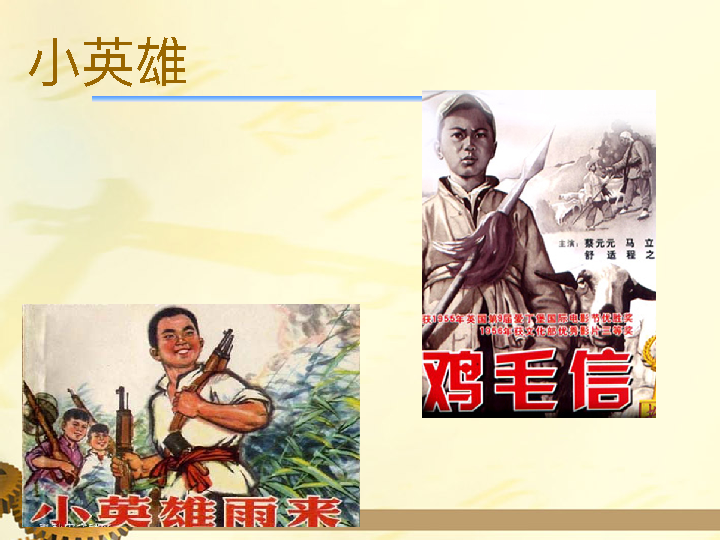 小英雄
主演：蔡元元 马 立
舒 适 程 之
获1955年英国第9届爱丁堡国际电影节优胜奖
1956年获文化部优秀影片三等奖
鸡毛信
小英雄雨来